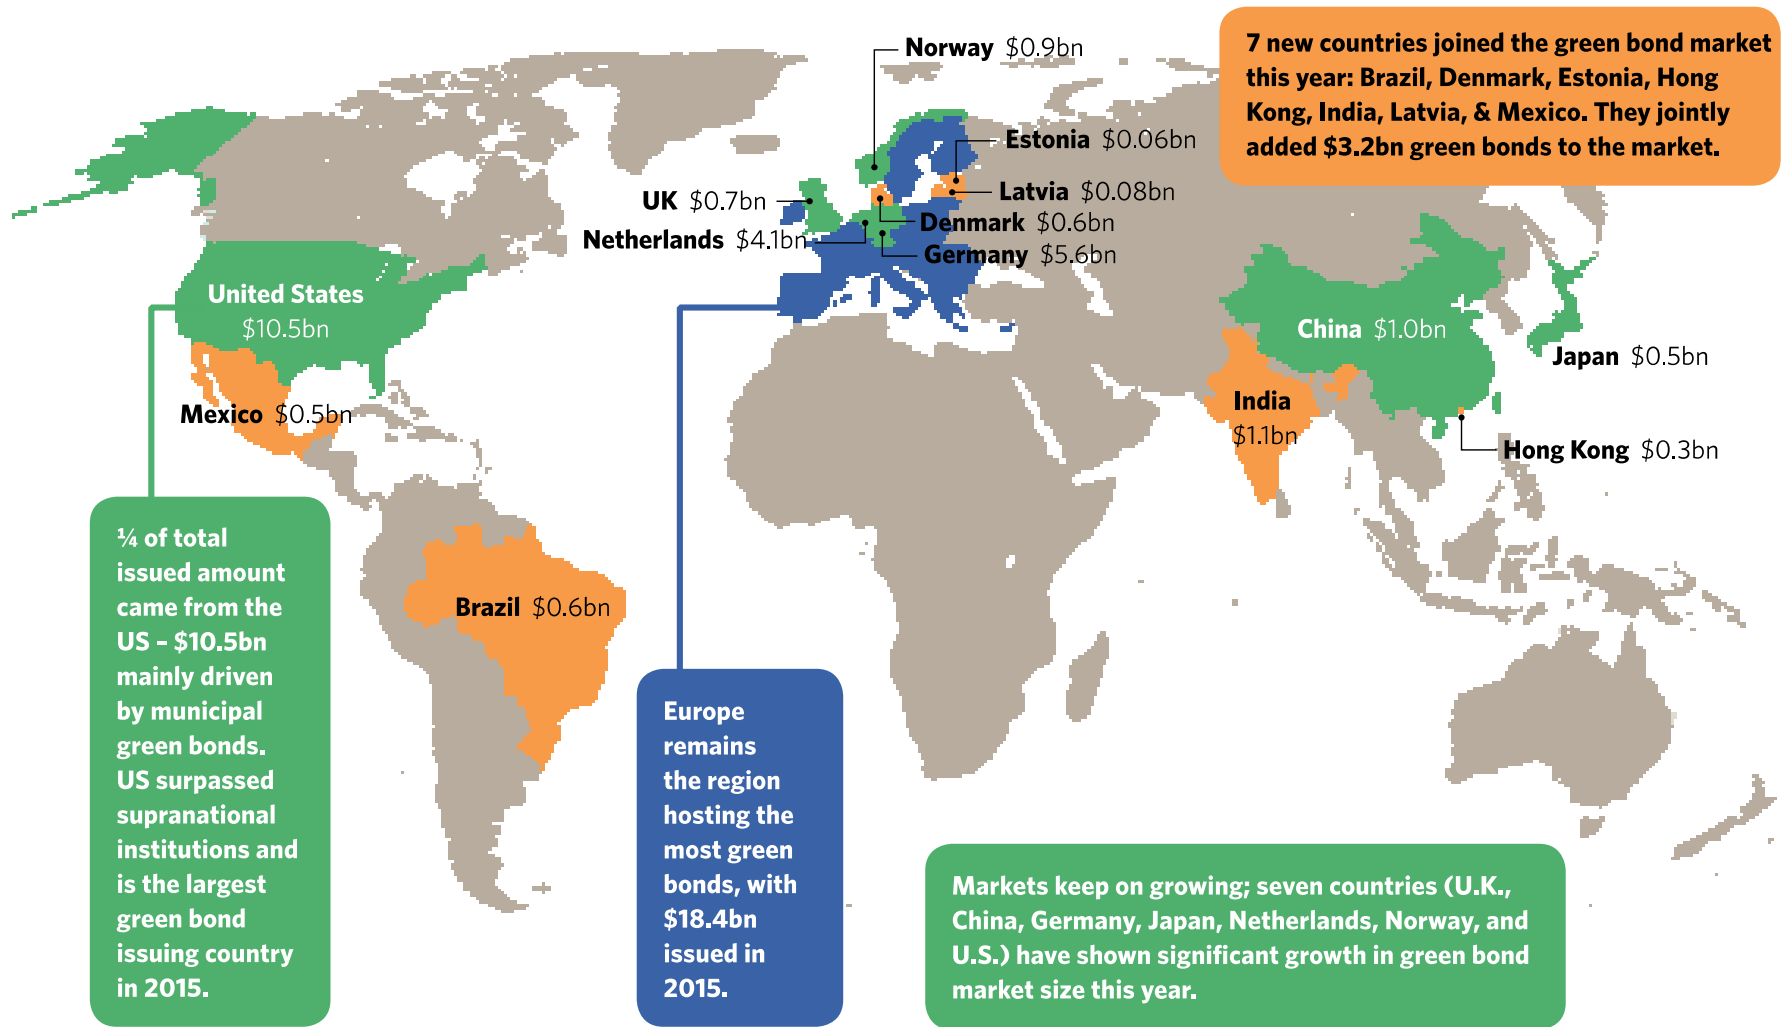 Norway $0.9bn
7 new countries joined the green bond market
this year: Brazil, Denmark, Estonia, Hong
Kong, India, Latvia, & Mexico. They jointly
added $3.2bn green bonds to the market.
Estonia $0.06bn
Latvia $0.08bn
UK $0.7bn
Denmark $0.6bn
Netherlands $4.1bn
Germany $5.6bn
United States
$10.5bn
China $1.0bn
Japan $0.5bn
Mexico $0.5bn
India
$1.1bn
Hong Kong $0.3bn
Brazil $0.6bn
¼ of total
issued amount
came from the
US – $10.5bn
mainly driven
by municipal
green bonds.
US surpassed
supranational
institutions and
is the largest
green bond
issuing country
in 2015.
Europe
remains
the region
hosting the
most green
bonds, with
$18.4bn
issued in
2015.
Markets keep on growing; seven countries (U.K.,
China, Germany, Japan, Netherlands, Norway, and
U.S.) have shown significant growth in green bond
market size this year.